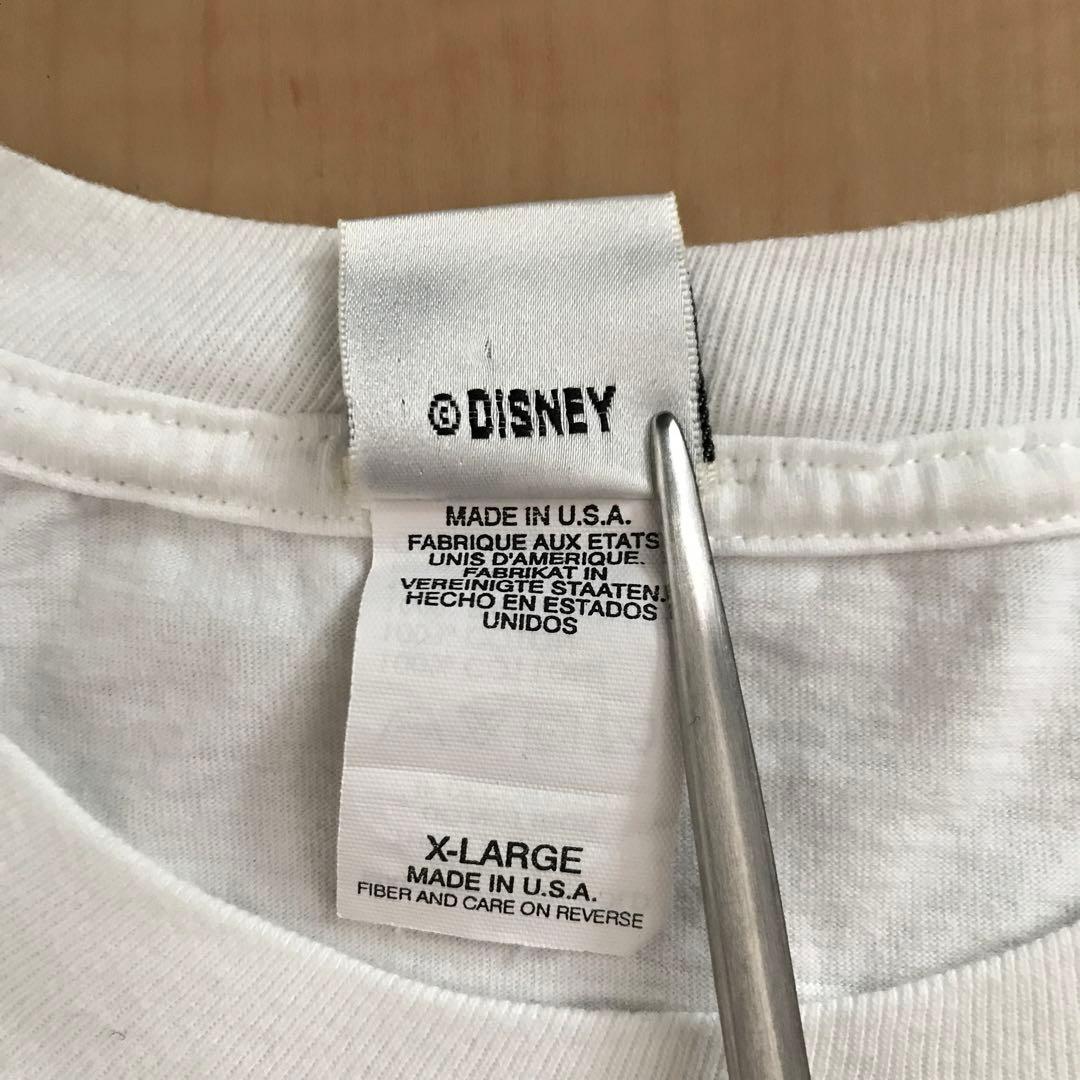 © DISNEY
MADE IN U.S.A.
FABRIQUE AUX ETATS
UNIS D'AMERIQUE.
FABRIKAT IN
VEREINIGTE STAATEN.
HECHO EN ESTADOS
UNIDOS
X-LARGE
MADE IN U.S.A.
FIBER AND CARE ON REVERSE